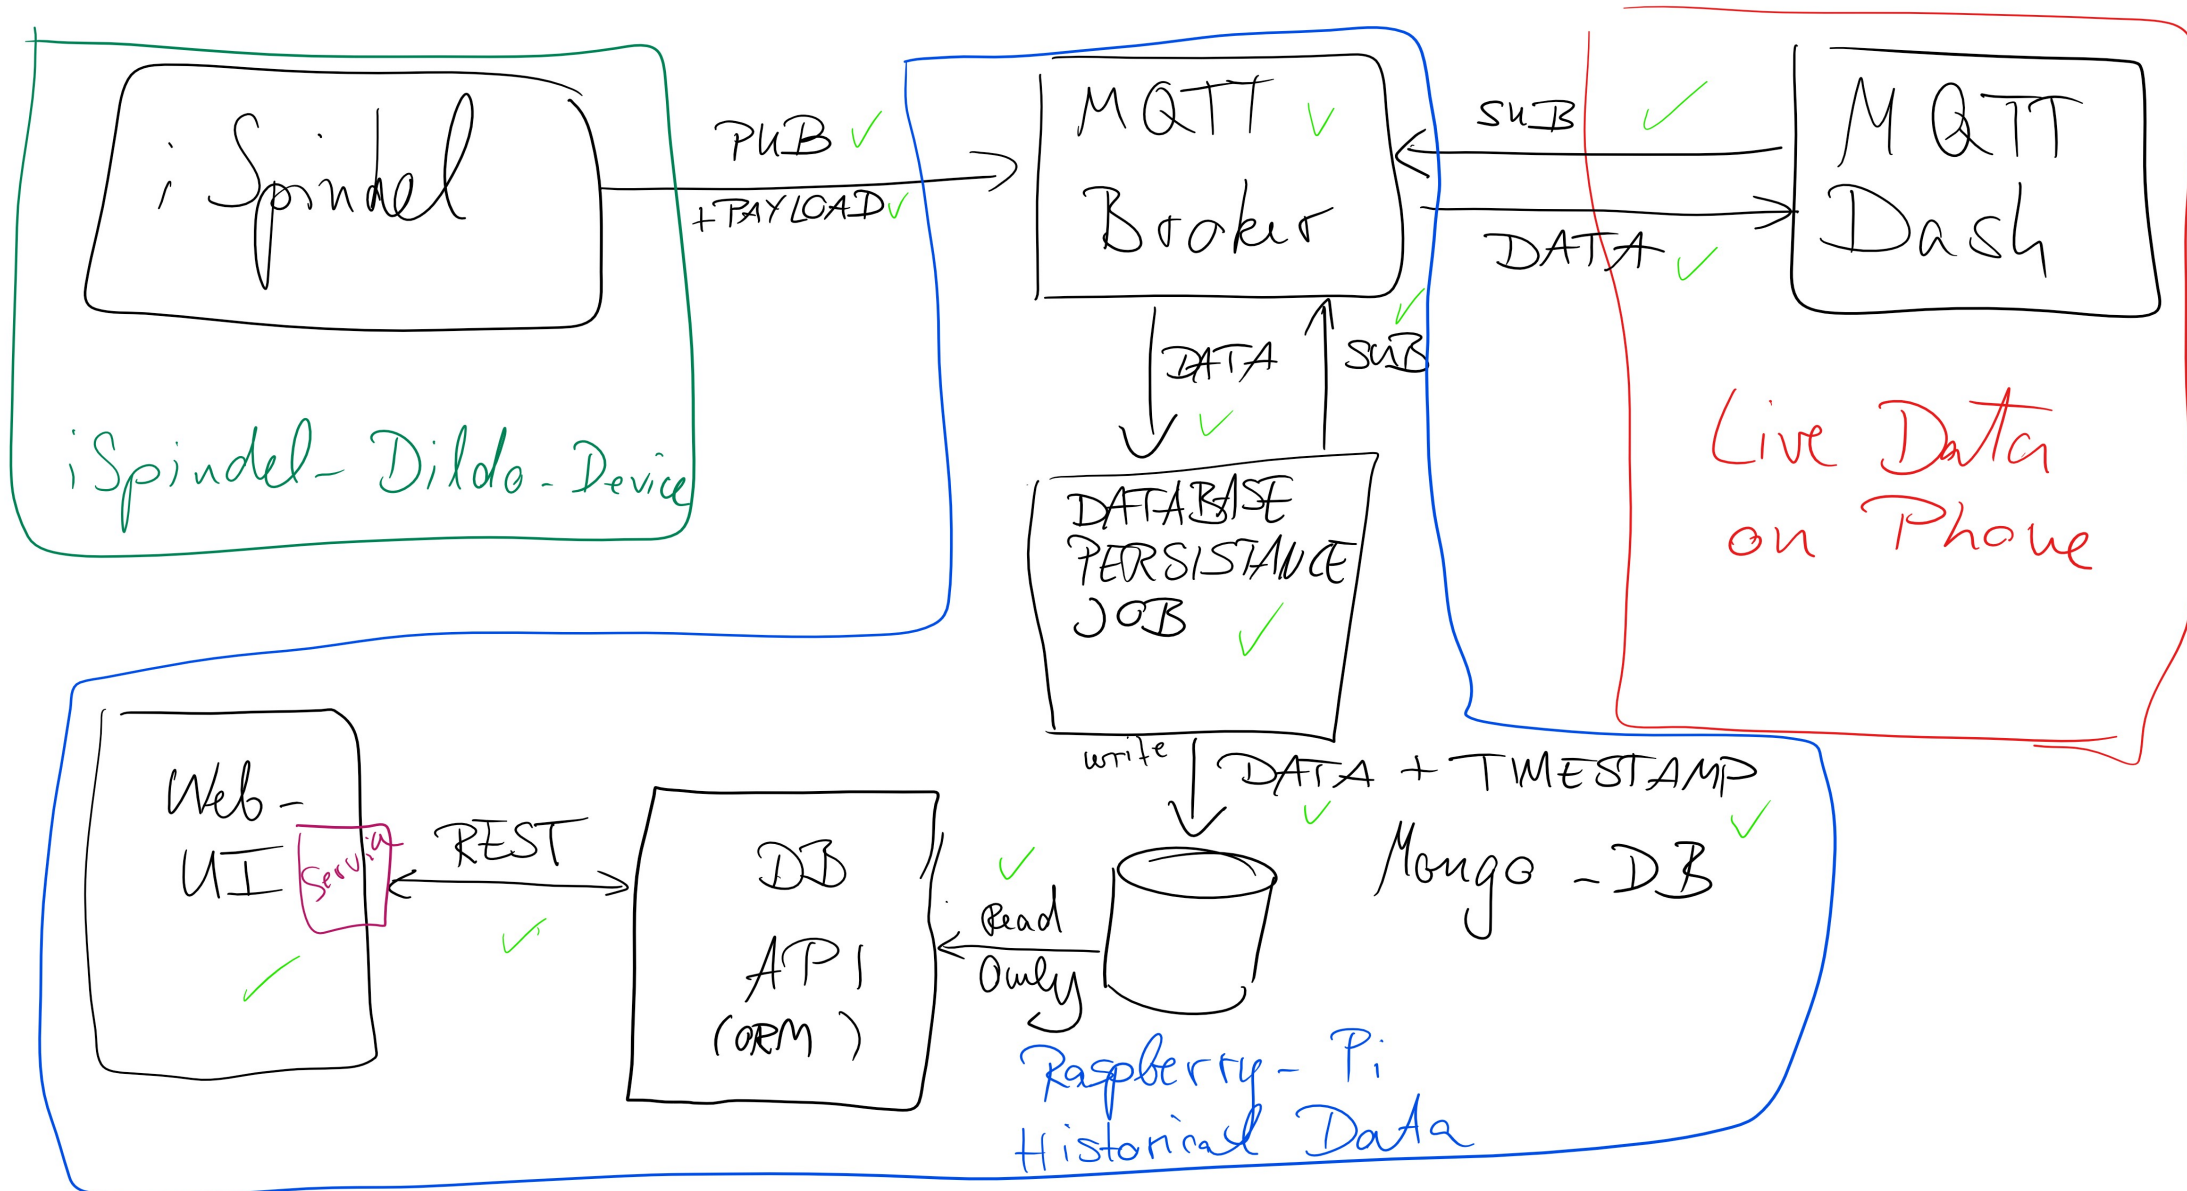 iSpindel
PUB
+PAYLOAD
MQTT
Broker
SUB
DATA
MQTT
Dash
iSpindel-Dildo-Device
DATA
SUB
Live Data
on Phone
DATABASE
PERSISTANCE
JOB
write
DATA + TIMESTAMP
Mongo-DB
Web-
UI
REST
DB
API
(ORM)
Read
Only
Raspberry-Pi
Historical Data